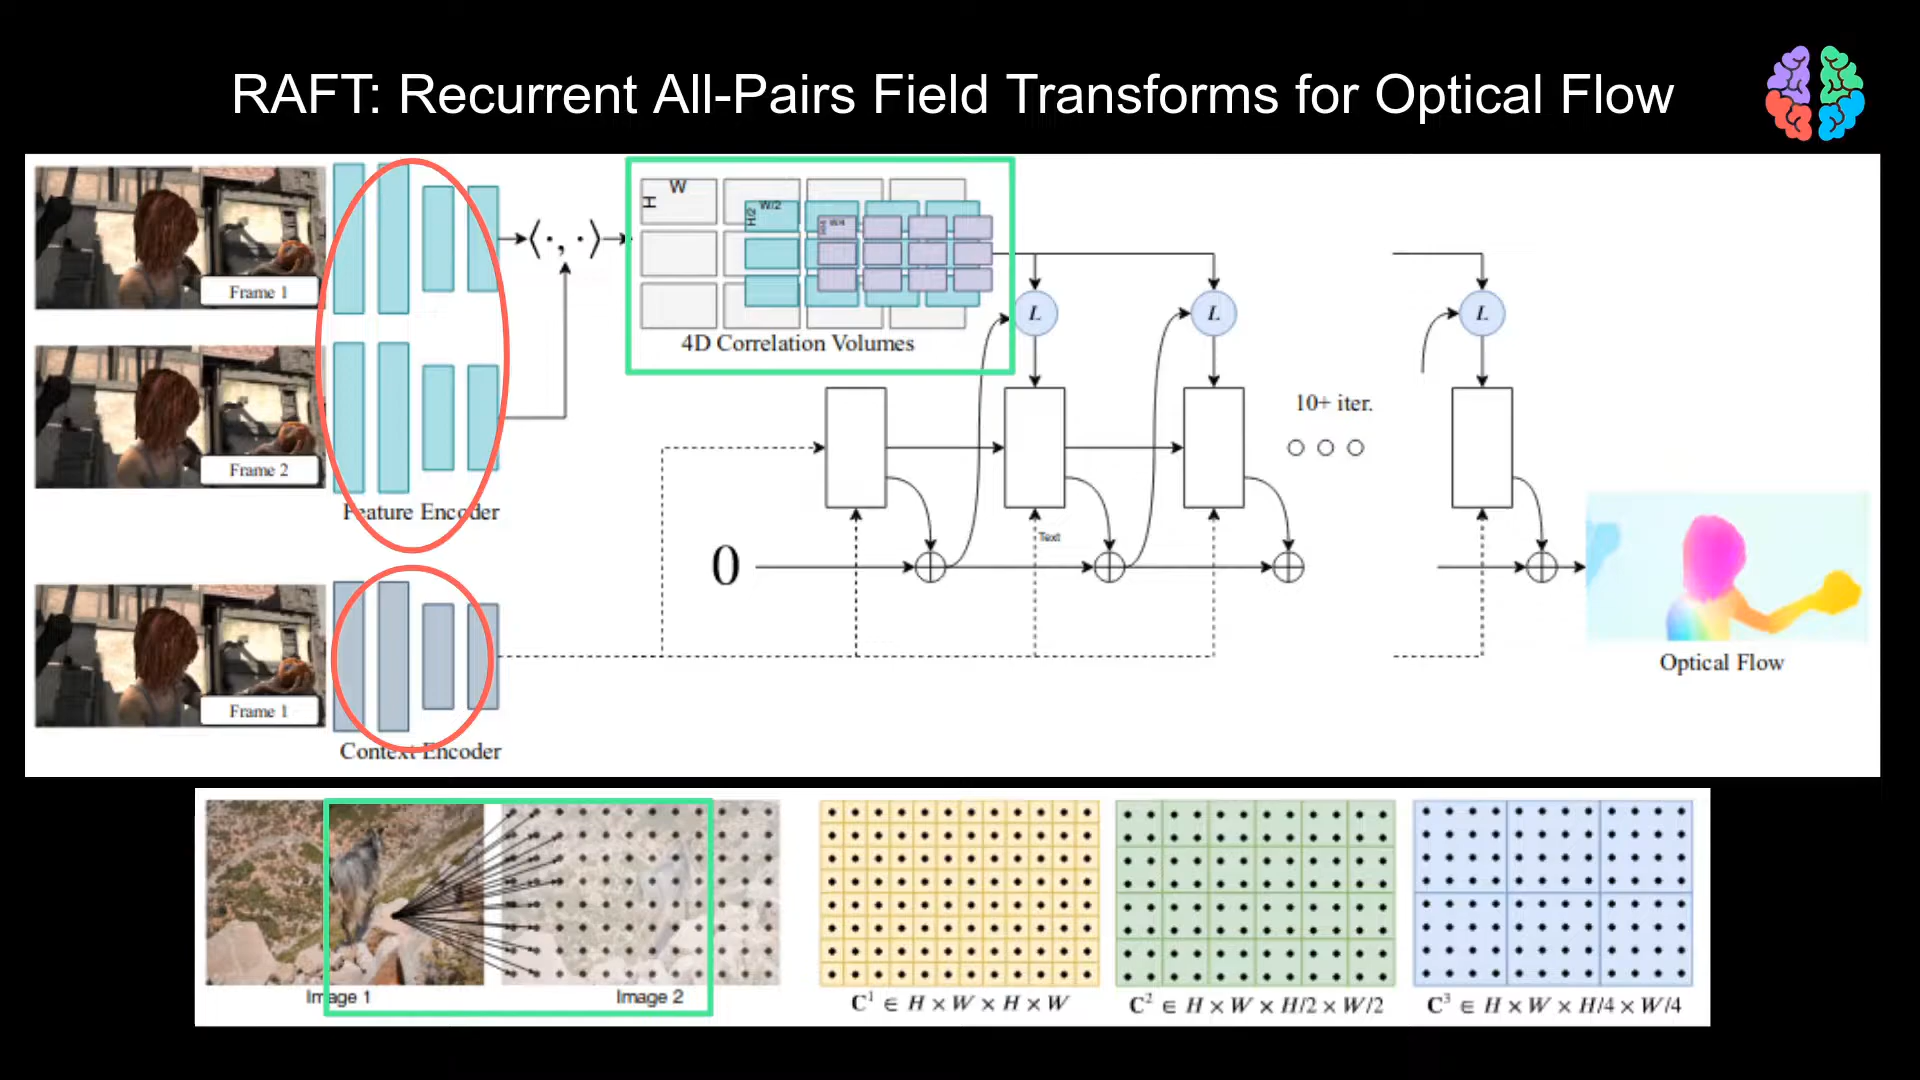 RAFT: Recurrent All-Pairs Field Transforms for Optical Flow
Frame 1
Frame 2
Feature Encoder
Frame 1
Context Encoder
⟨·,·⟩
W
H
W/2
H/2
W/4
4D Correlation Volumes
L
L
L
10+ iter.
0
Text
Optical Flow
Image 1
Image 2
C¹ ∈ H × W × H × W
C² ∈ H × W × H/2 × W/2
C³ ∈ H × W × H/4 × W/4